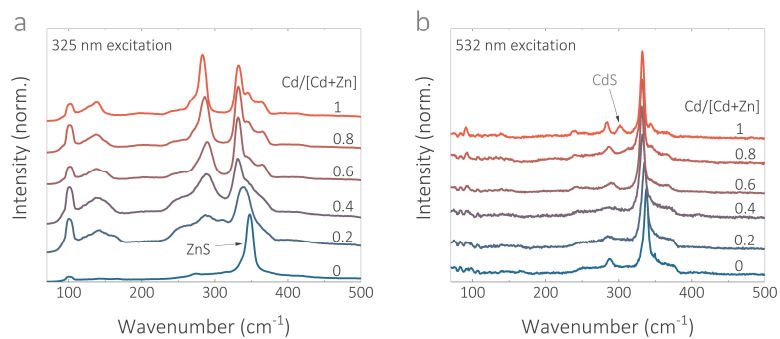 a
325 nm excitation
Cd/[Cd+Zn]
1
0.8
0.6
0.4
0.2
0
ZnS
Intensity (norm.)
100 200 300 400 500
Wavenumber (cm⁻¹)
b
532 nm excitation
CdS
Cd/[Cd+Zn]
1
0.8
0.6
0.4
0.2
0
Intensity (norm.)
100 200 300 400 500
Wavenumber (cm⁻¹)